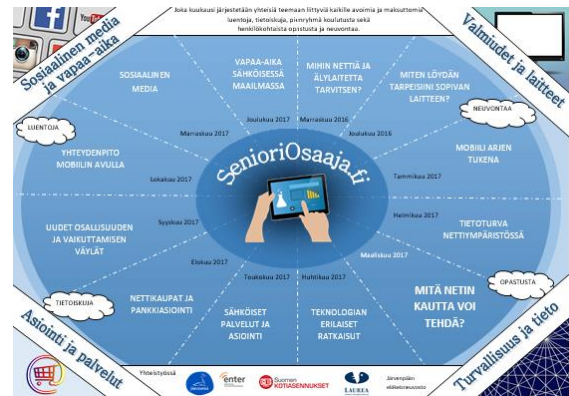 Joka kuukausi järjestetään yhteisiä teemaan liittyviä kaikille avoimia ja maksuttomia
luentoja, tietoiskuja, pienryhmä koulutusta sekä
henkilökohtaista opastusta ja neuvontaa.
Sosiaalinen media
ja vapaa-aika
Valmiudet ja laitteet
SOSIAALINEN
MEDIA
VAPAA-AIKA
SÄHKÖISESSÄ
MAAILMASSA
MIHIN NETTIÄ JA
ÄLYLAITETTA
TARVITSEN?
MITEN LÖYDÄN
TARPEISIINI SOPIVAN
LAITTEEN?
NEUVONTAA
LUENTOJA
Marraskuu 2017
Joulukuu 2017
Marraskuu 2016
Joulukuu 2016
YHTEYDENPITO
MOBIILIN AVULLA
MOBIILI ARJEN
TUKENA
Lokakuu 2017
SenioriOsaaja.fi
Tammikuu 2017
UUDET OSALLISUUDEN
JA VAIKUTTAMISEN
VÄYLÄT
Syyskuu 2017
Helmikuu 2017
TIETOTURVA
NETTIYMPÄRISTÖSSÄ
Elokuu 2017
Toukokuu 2017
Huhtikuu 2017
Maaliskuu 2017
OPASTUSTA
TIETOISKUJA
NETTIKAUPAT JA
PANKKIASIOINTI
SÄHKÖISET
PALVELUT JA
ASIOINTI
TEKNOLOGIAN
ERILAISET
RATKAISUT
MITÄ NETIN
KAUTTA VOI
TEHDÄ?
Asiointi ja palvelut
Turvallisuus ja tieto
Yhteistyössä
enter
Suomen
KOTIASENNUKSET
LAUREA
Järvenpään
eläkeläisneuvosto